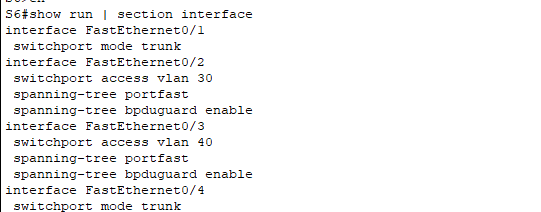 S6#show run | section interface
interface FastEthernet0/1
 switchport mode trunk
interface FastEthernet0/2
 switchport access vlan 30
 spanning-tree portfast
 spanning-tree bpduguard enable
interface FastEthernet0/3
 switchport access vlan 40
 spanning-tree portfast
 spanning-tree bpduguard enable
interface FastEthernet0/4
 switchport mode trunk